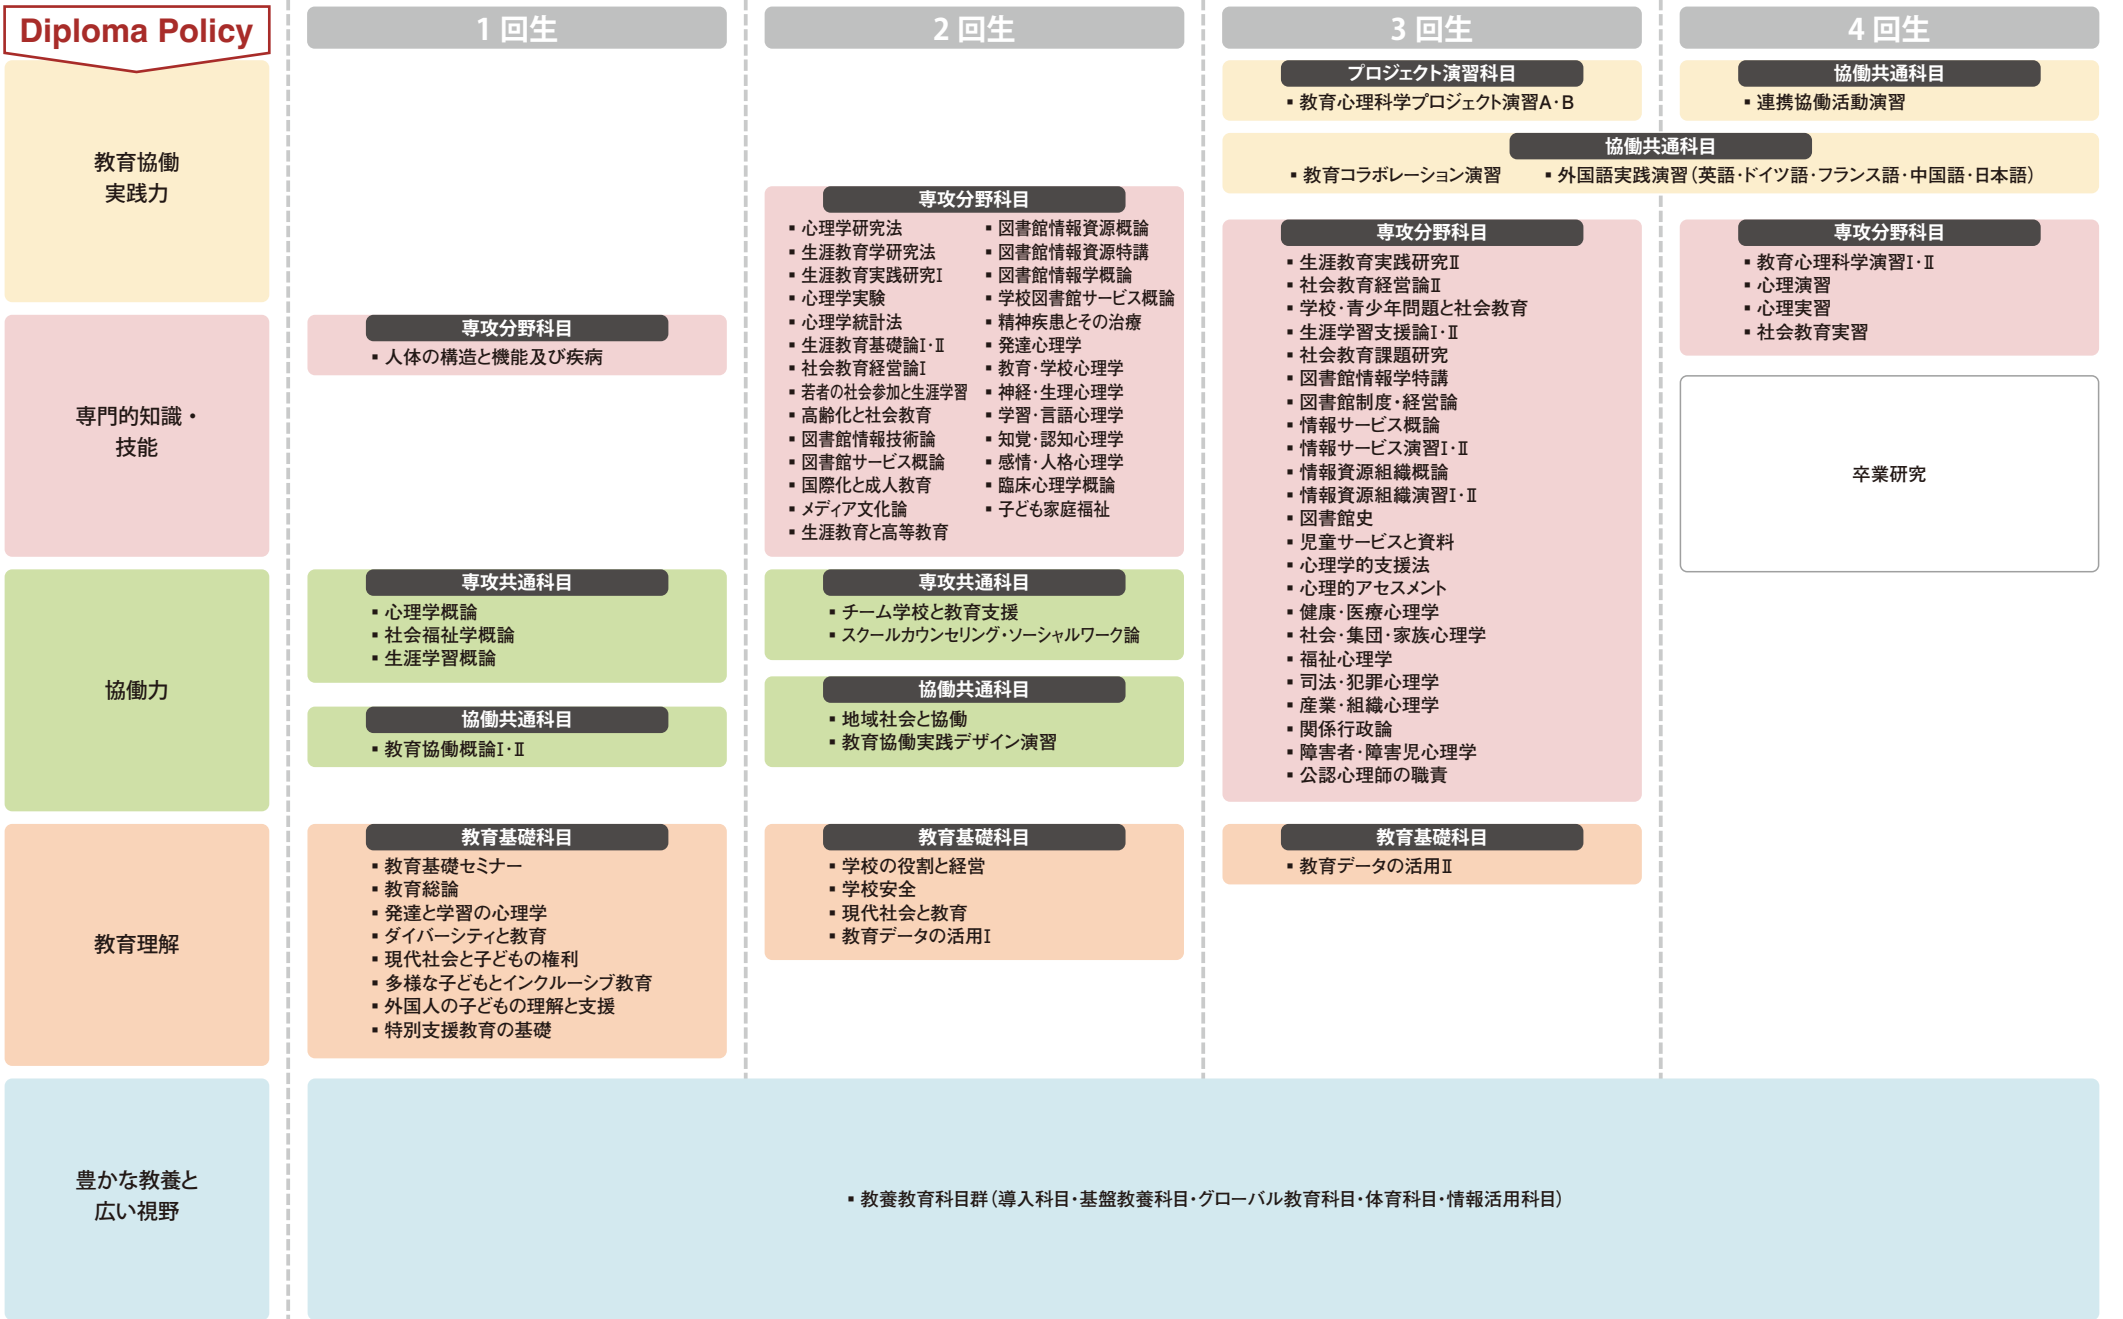 Diploma Policy
1回生
2回生
3回生
4回生
教育協働
実践力
プロジェクト演習科目
▪ 教育心理科学プロジェクト演習A・B
協働共通科目
▪ 連携協働活動演習
協働共通科目
▪ 教育コラボレーション演習
▪ 外国語実践演習（英語・ドイツ語・フランス語・中国語・日本語）
専門的知識・
技能
専攻分野科目
▪ 人体の構造と機能及び疾病
専攻分野科目
▪ 心理学研究法
▪ 生涯教育学研究法
▪ 生涯教育実践研究Ⅰ
▪ 心理学実験
▪ 心理学統計法
▪ 生涯教育基礎論Ⅰ・Ⅱ
▪ 社会教育経営論Ⅰ
▪ 若者の社会参加と生涯学習
▪ 高齢化と社会教育
▪ 図書館情報技術論
▪ 図書館サービス概論
▪ 国際化と成人教育
▪ メディア文化論
▪ 生涯教育と高等教育
▪ 図書館情報資源概論
▪ 図書館情報資源特講
▪ 図書館情報学概論
▪ 学校図書館サービス概論
▪ 精神疾患とその治療
▪ 発達心理学
▪ 教育・学校心理学
▪ 神経・生理心理学
▪ 学習・言語心理学
▪ 知覚・認知心理学
▪ 感情・人格心理学
▪ 臨床心理学概論
▪ 子ども家庭福祉
専攻分野科目
▪ 生涯教育実践研究Ⅱ
▪ 社会教育経営論Ⅱ
▪ 学校・青少年問題と社会教育
▪ 生涯学習支援論Ⅰ・Ⅱ
▪ 社会教育課題研究
▪ 図書館情報学特講
▪ 図書館制度・経営論
▪ 情報サービス概論
▪ 情報サービス演習Ⅰ・Ⅱ
▪ 情報資源組織概論
▪ 情報資源組織演習Ⅰ・Ⅱ
▪ 図書館史
▪ 児童サービスと資料
▪ 心理学的支援法
▪ 心理的アセスメント
▪ 健康・医療心理学
▪ 社会・集団・家族心理学
▪ 福祉心理学
▪ 司法・犯罪心理学
▪ 産業・組織心理学
▪ 関係行政論
▪ 障害者・障害児心理学
▪ 公認心理師の職責
専攻分野科目
▪ 教育心理科学演習Ⅰ・Ⅱ
▪ 心理演習
▪ 心理実習
▪ 社会教育実習
卒業研究
協働力
専攻共通科目
▪ 心理学概論
▪ 社会福祉学概論
▪ 生涯学習概論
協働共通科目
▪ 教育協働概論Ⅰ・Ⅱ
専攻共通科目
▪ チーム学校と教育支援
▪ スクールカウンセリング・ソーシャルワーク論
協働共通科目
▪ 地域社会と協働
▪ 教育協働実践デザイン演習
教育理解
教育基礎科目
▪ 教育基礎セミナー
▪ 教育総論
▪ 発達と学習の心理学
▪ ダイバーシティと教育
▪ 現代社会と子どもの権利
▪ 多様な子どもとインクルーシブ教育
▪ 外国人の子どもの理解と支援
▪ 特別支援教育の基礎
教育基礎科目
▪ 学校の役割と経営
▪ 学校安全
▪ 現代社会と教育
▪ 教育データの活用Ⅰ
教育基礎科目
▪ 教育データの活用Ⅱ
豊かな教養と
広い視野
▪ 教養教育科目群（導入科目・基盤教養科目・グローバル教育科目・体育科目・情報活用科目）